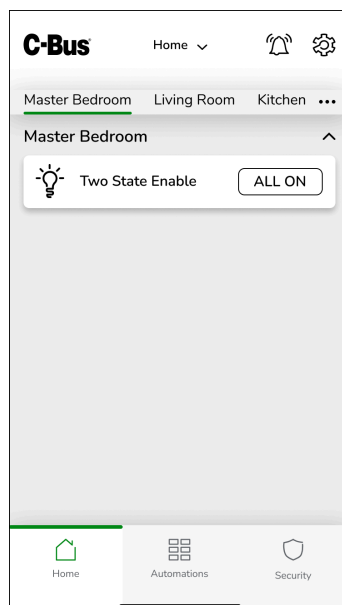 C-Bus
Home
Master Bedroom Living Room Kitchen
Master Bedroom
Two State Enable ALL ON
Home Automations Security